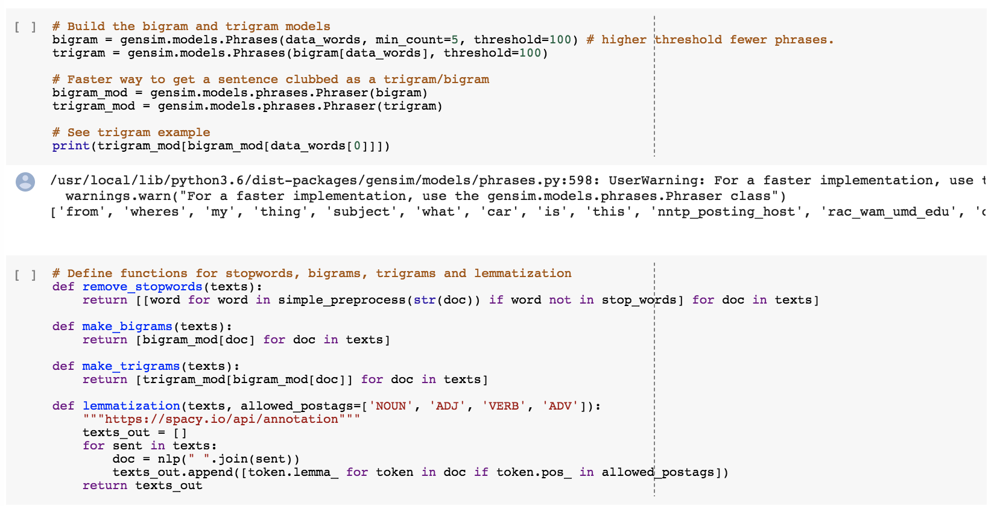 [ ] # Build the bigram and trigram models
bigram = gensim.models.Phrases(data_words, min_count=5, threshold=100) # higher threshold fewer phrases.
trigram = gensim.models.Phrases(bigram[data_words], threshold=100)

# Faster way to get a sentence clubbed as a trigram/bigram
bigram_mod = gensim.models.phrases.Phraser(bigram)
trigram_mod = gensim.models.phrases.Phraser(trigram)

# See trigram example
print(trigram_mod[bigram_mod[data_words[0]]])

/usr/local/lib/python3.6/dist-packages/gensim/models/phrases.py:598: UserWarning: For a faster implementation, use
  warnings.warn("For a faster implementation, use the gensim.models.phrases.Phraser class")
['from', 'wheres', 'my', 'thing', 'subject', 'what', 'car', 'is', 'this', 'nntp_posting_host', 'rac_wam_umd_edu',

[ ] # Define functions for stopwords, bigrams, trigrams and lemmatization
def remove_stopwords(texts):
    return [[word for word in simple_preprocess(str(doc)) if word not in stop_words] for doc in texts]

def make_bigrams(texts):
    return [bigram_mod[doc] for doc in texts]

def make_trigrams(texts):
    return [trigram_mod[bigram_mod[doc]] for doc in texts]

def lemmatization(texts, allowed_postags=['NOUN', 'ADJ', 'VERB', 'ADV']):
    """https://spacy.io/api/annotation"""
    texts_out = []
    for sent in texts:
        doc = nlp(" ".join(sent))
        texts_out.append([token.lemma_ for token in doc if token.pos_ in allowed_postags])
    return texts_out